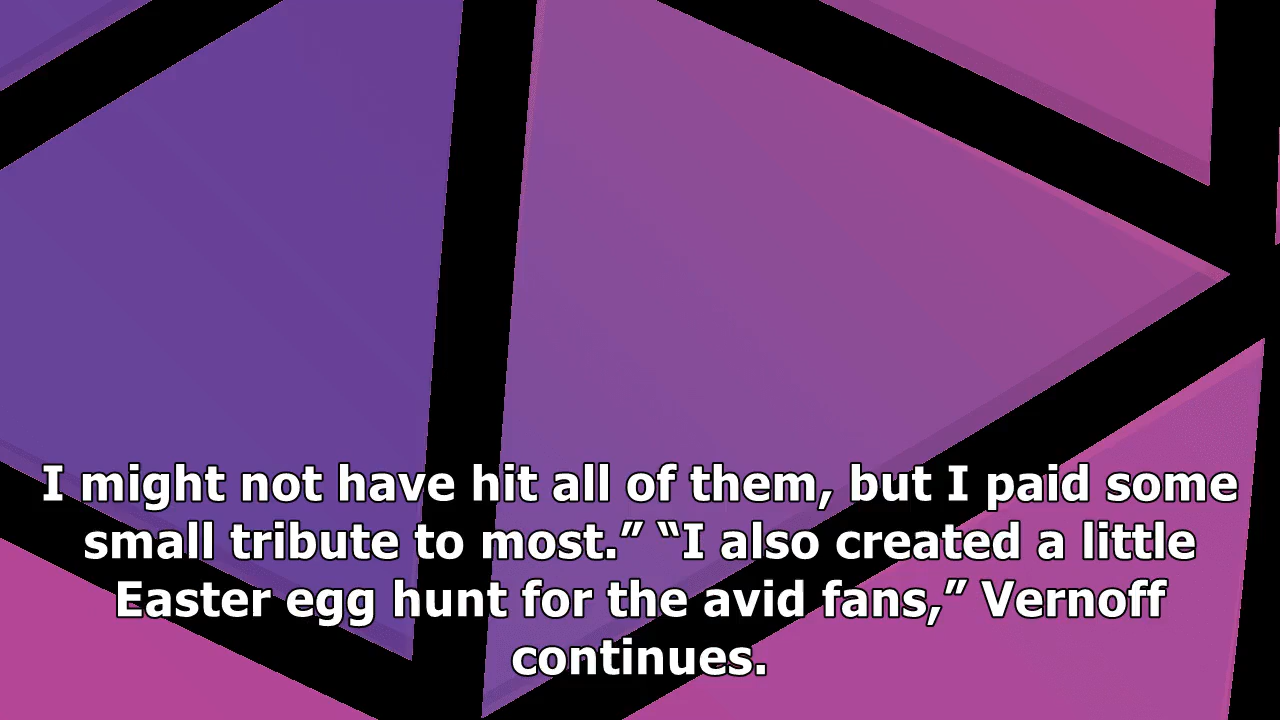 I might not have hit all of them, but I paid some
small tribute to most.” “I also created a little
Easter egg hunt for the avid fans,” Vernoff
continues.